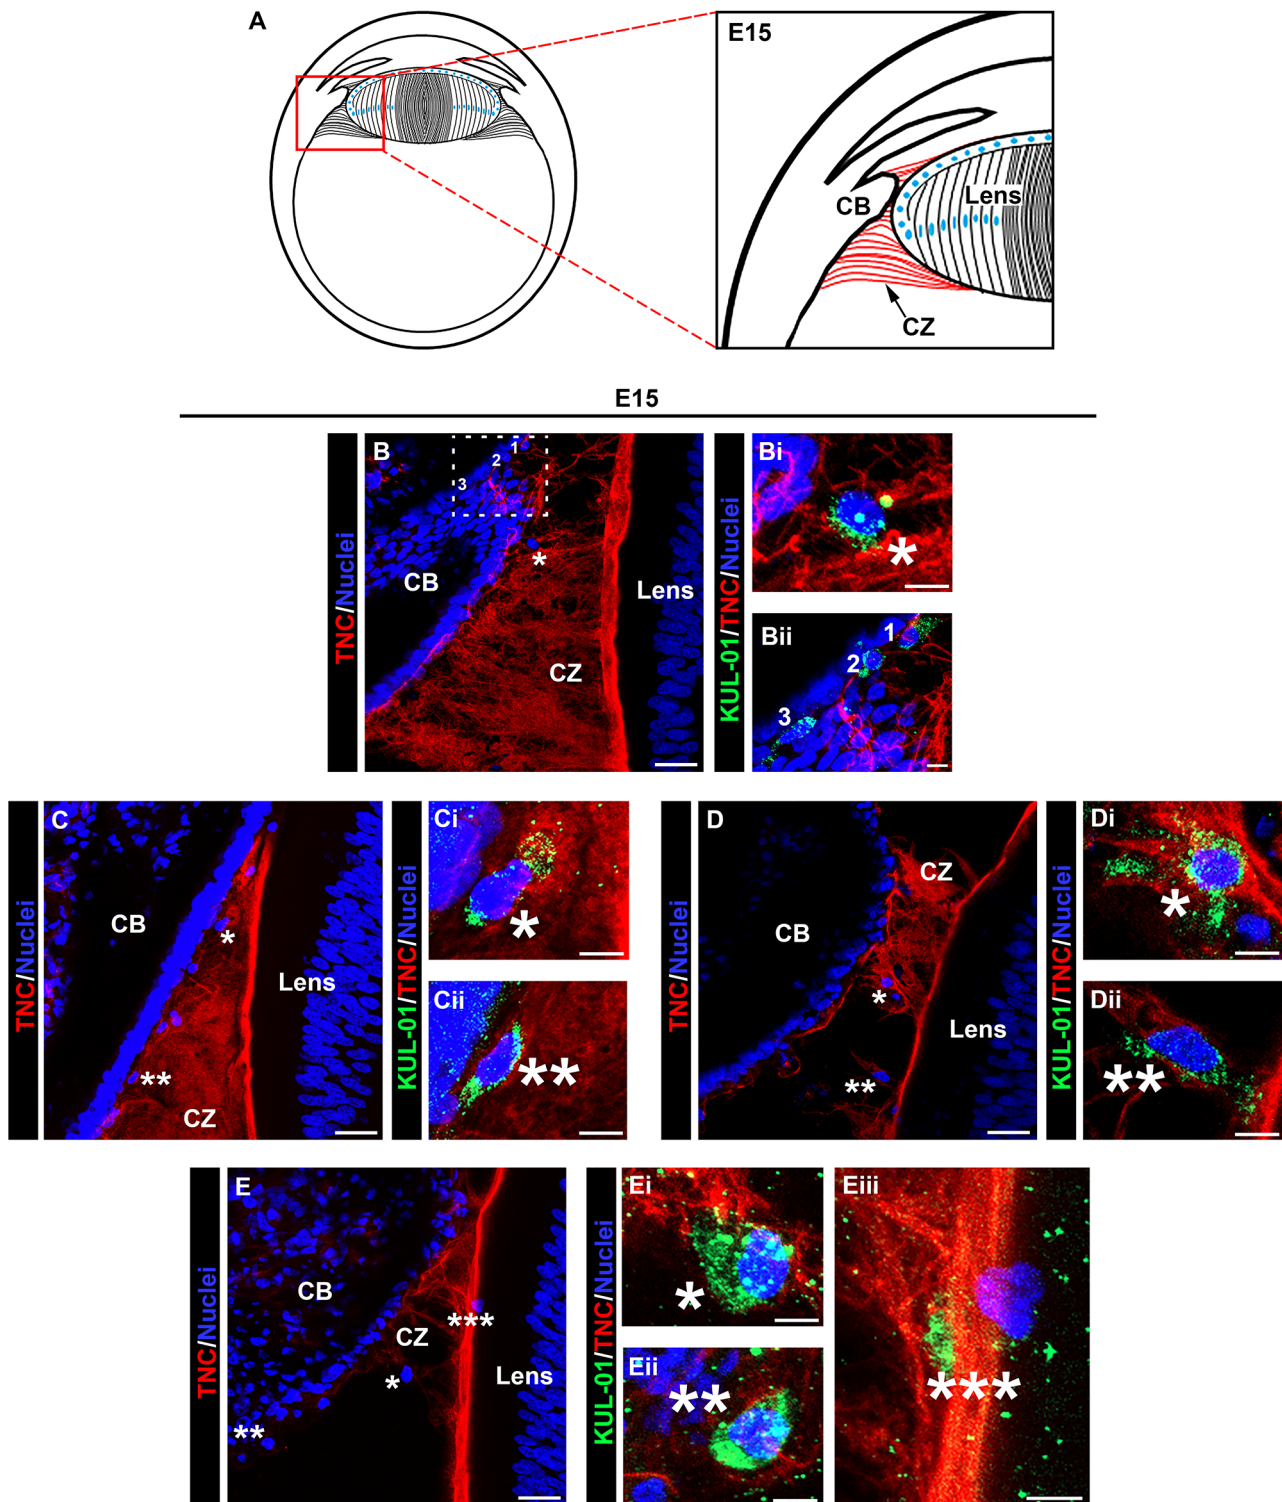 A
E15
CB
Lens
CZ
E15
TNC/Nuclei
B
1
2
3
*
CB
Lens
CZ
KUL-01/TNC/Nuclei
Bi
*
Bii
1
2
3
TNC/Nuclei
C
CB
*
Lens
**
CZ
KUL-01/TNC/Nuclei
Ci
*
Cii
**
TNC/Nuclei
D
CZ
CB
*
Lens
**
KUL-01/TNC/Nuclei
Di
*
Dii
**
TNC/Nuclei
E
CB
***
CZ
*
Lens
**
KUL-01/TNC/Nuclei
Ei
*
Eii
**
Eiii
***